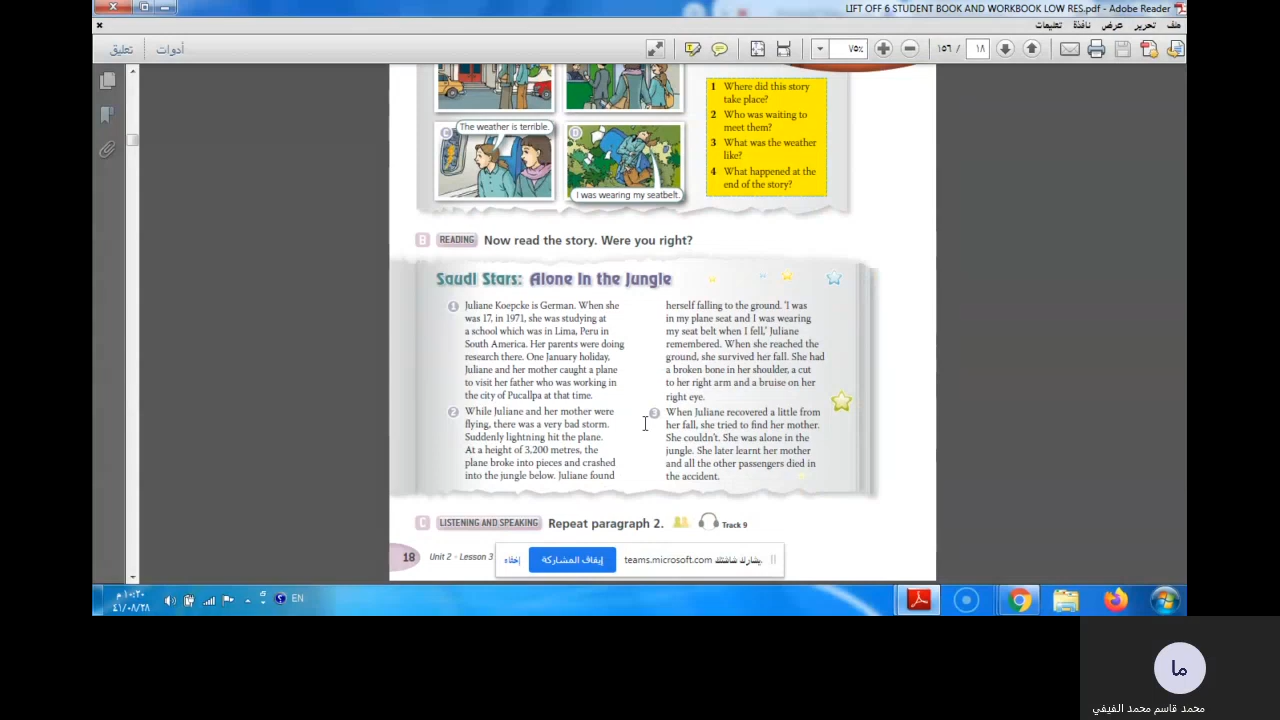 LIFT OFF 6 STUDENT BOOK AND WORKBOOK LOW RES.pdf - Adobe Reader
ملف تحرير عرض نافذة تعليمات
أدوات تعليق
٧٥٪ ١٥٦ / ١٨
The weather is terrible.
C
D
I was wearing my seatbelt.
1 Where did this story
take place?
2 Who was waiting to
meet them?
3 What was the weather
like?
4 What happened at the
end of the story?
B READING Now read the story. Were you right?
Saudi Stars: Alone in the Jungle
1 Juliane Koepcke is German. When she
was 17, in 1971, she was studying at
a school which was in Lima, Peru in
South America. Her parents were doing
research there. One January holiday,
Juliane and her mother caught a plane
to visit her father who was working in
the city of Pucallpa at that time.
2 While Juliane and her mother were
flying, there was a very bad storm.
Suddenly lightning hit the plane.
At a height of 3,200 metres, the
plane broke into pieces and crashed
into the jungle below. Juliane found
herself falling to the ground. 'I was
in my plane seat and I was wearing
my seat belt when I fell,' Juliane
remembered. When she reached the
ground, she survived her fall. She had
a broken bone in her shoulder, a cut
to her right arm and a bruise on her
right eye.
3 When Juliane recovered a little from
her fall, she tried to find her mother.
She couldn't. She was alone in the
jungle. She later learnt her mother
and all the other passengers died in
the accident.
C LISTENING AND SPEAKING Repeat paragraph 2. Track 9
18 Unit 2 - Lesson 3
teams.microsoft.com يشارك شاشتك.
إيقاف المشاركة
إخفاء
EN
١٠:٢٠ م
٤١/٠٨/٢٨
ما
محمد قاسم محمد الفيفي